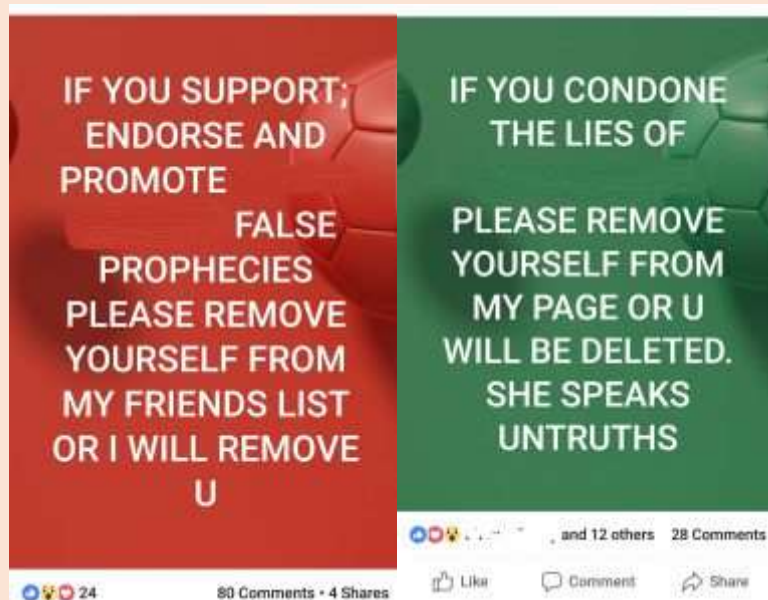 IF YOU SUPPORT;
ENDORSE AND
PROMOTE
FALSE
PROPHECIES
PLEASE REMOVE
YOURSELF FROM
MY FRIENDS LIST
OR I WILL REMOVE
U
24
80 Comments • 4 Shares
IF YOU CONDONE
THE LIES OF
PLEASE REMOVE
YOURSELF FROM
MY PAGE OR U
WILL BE DELETED.
SHE SPEAKS
UNTRUTHS
and 12 others 28 Comments
Like Comment Share